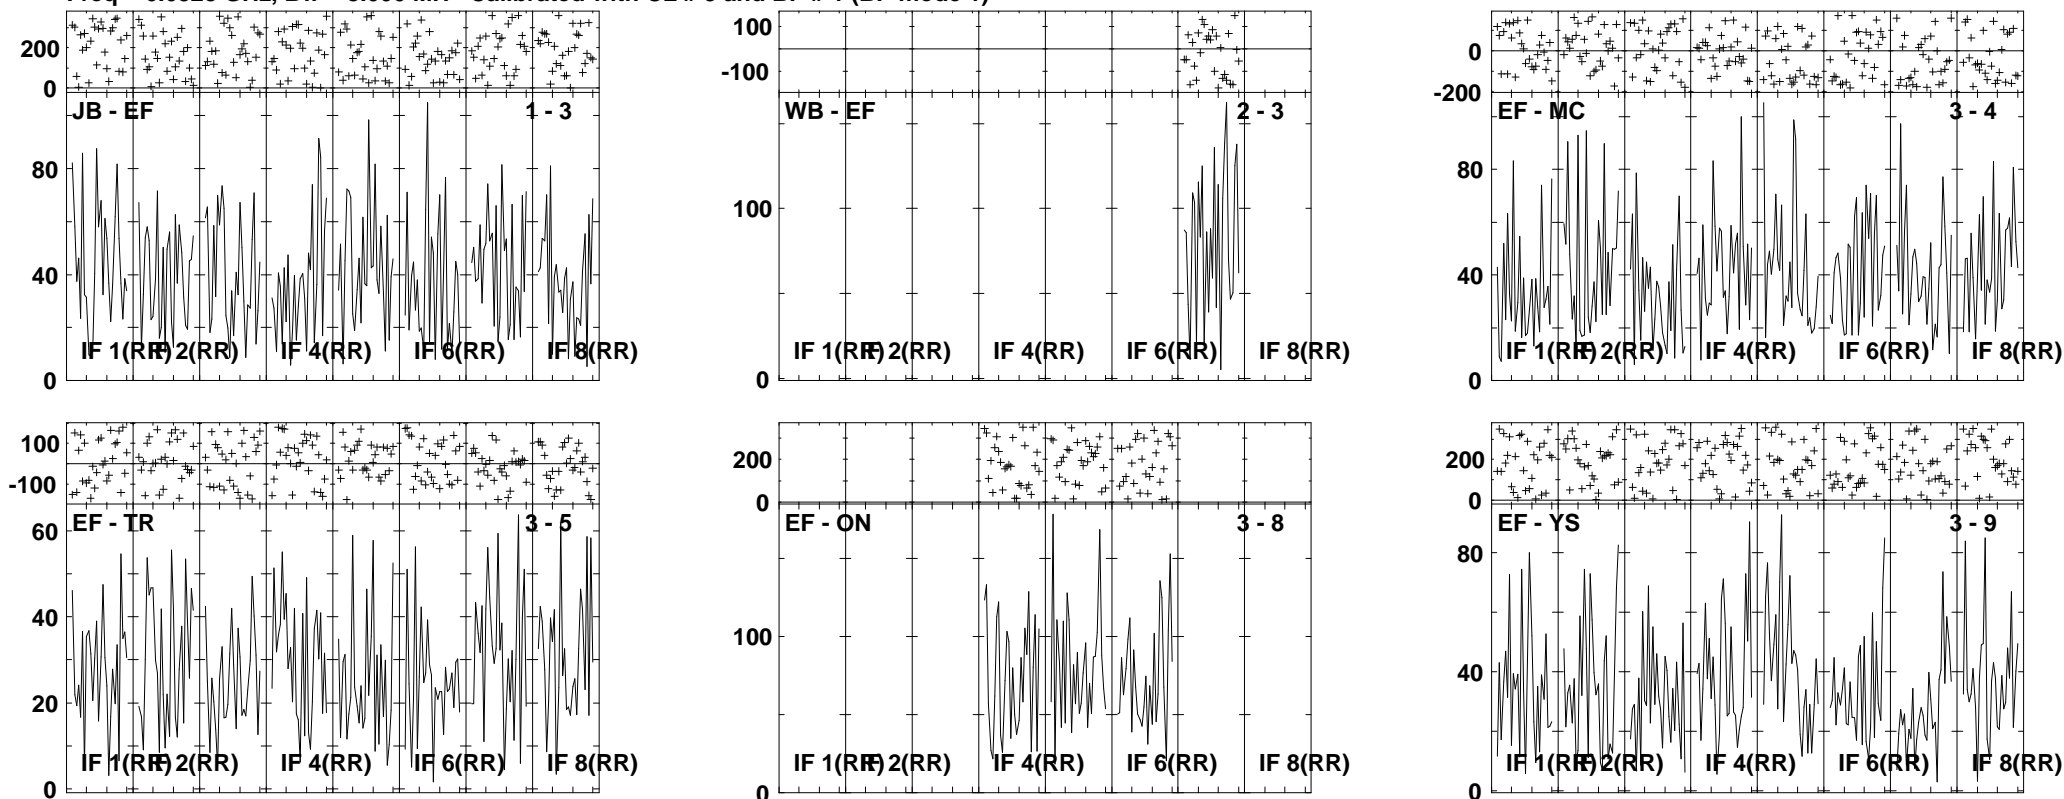 200
0
JB - EF
1 - 3
80
40
0
IF 1(RR)
IF 2(RR)
IF 4(RR)
IF 6(RR)
IF 8(RR)
100
-100
WB - EF
2 - 3
100
0
IF 1(RR)
IF 2(RR)
IF 4(RR)
IF 6(RR)
IF 8(RR)
0
-200
EF - MC
3 - 4
80
40
0
IF 1(RR)
IF 2(RR)
IF 4(RR)
IF 6(RR)
IF 8(RR)
100
-100
EF - TR
3 - 5
60
40
20
0
IF 1(RR)
IF 2(RR)
IF 4(RR)
IF 6(RR)
IF 8(RR)
200
0
EF - ON
3 - 8
100
0
IF 1(RR)
IF 2(RR)
IF 4(RR)
IF 6(RR)
IF 8(RR)
200
0
EF - YS
3 - 9
80
40
0
IF 1(RR)
IF 2(RR)
IF 4(RR)
IF 6(RR)
IF 8(RR)